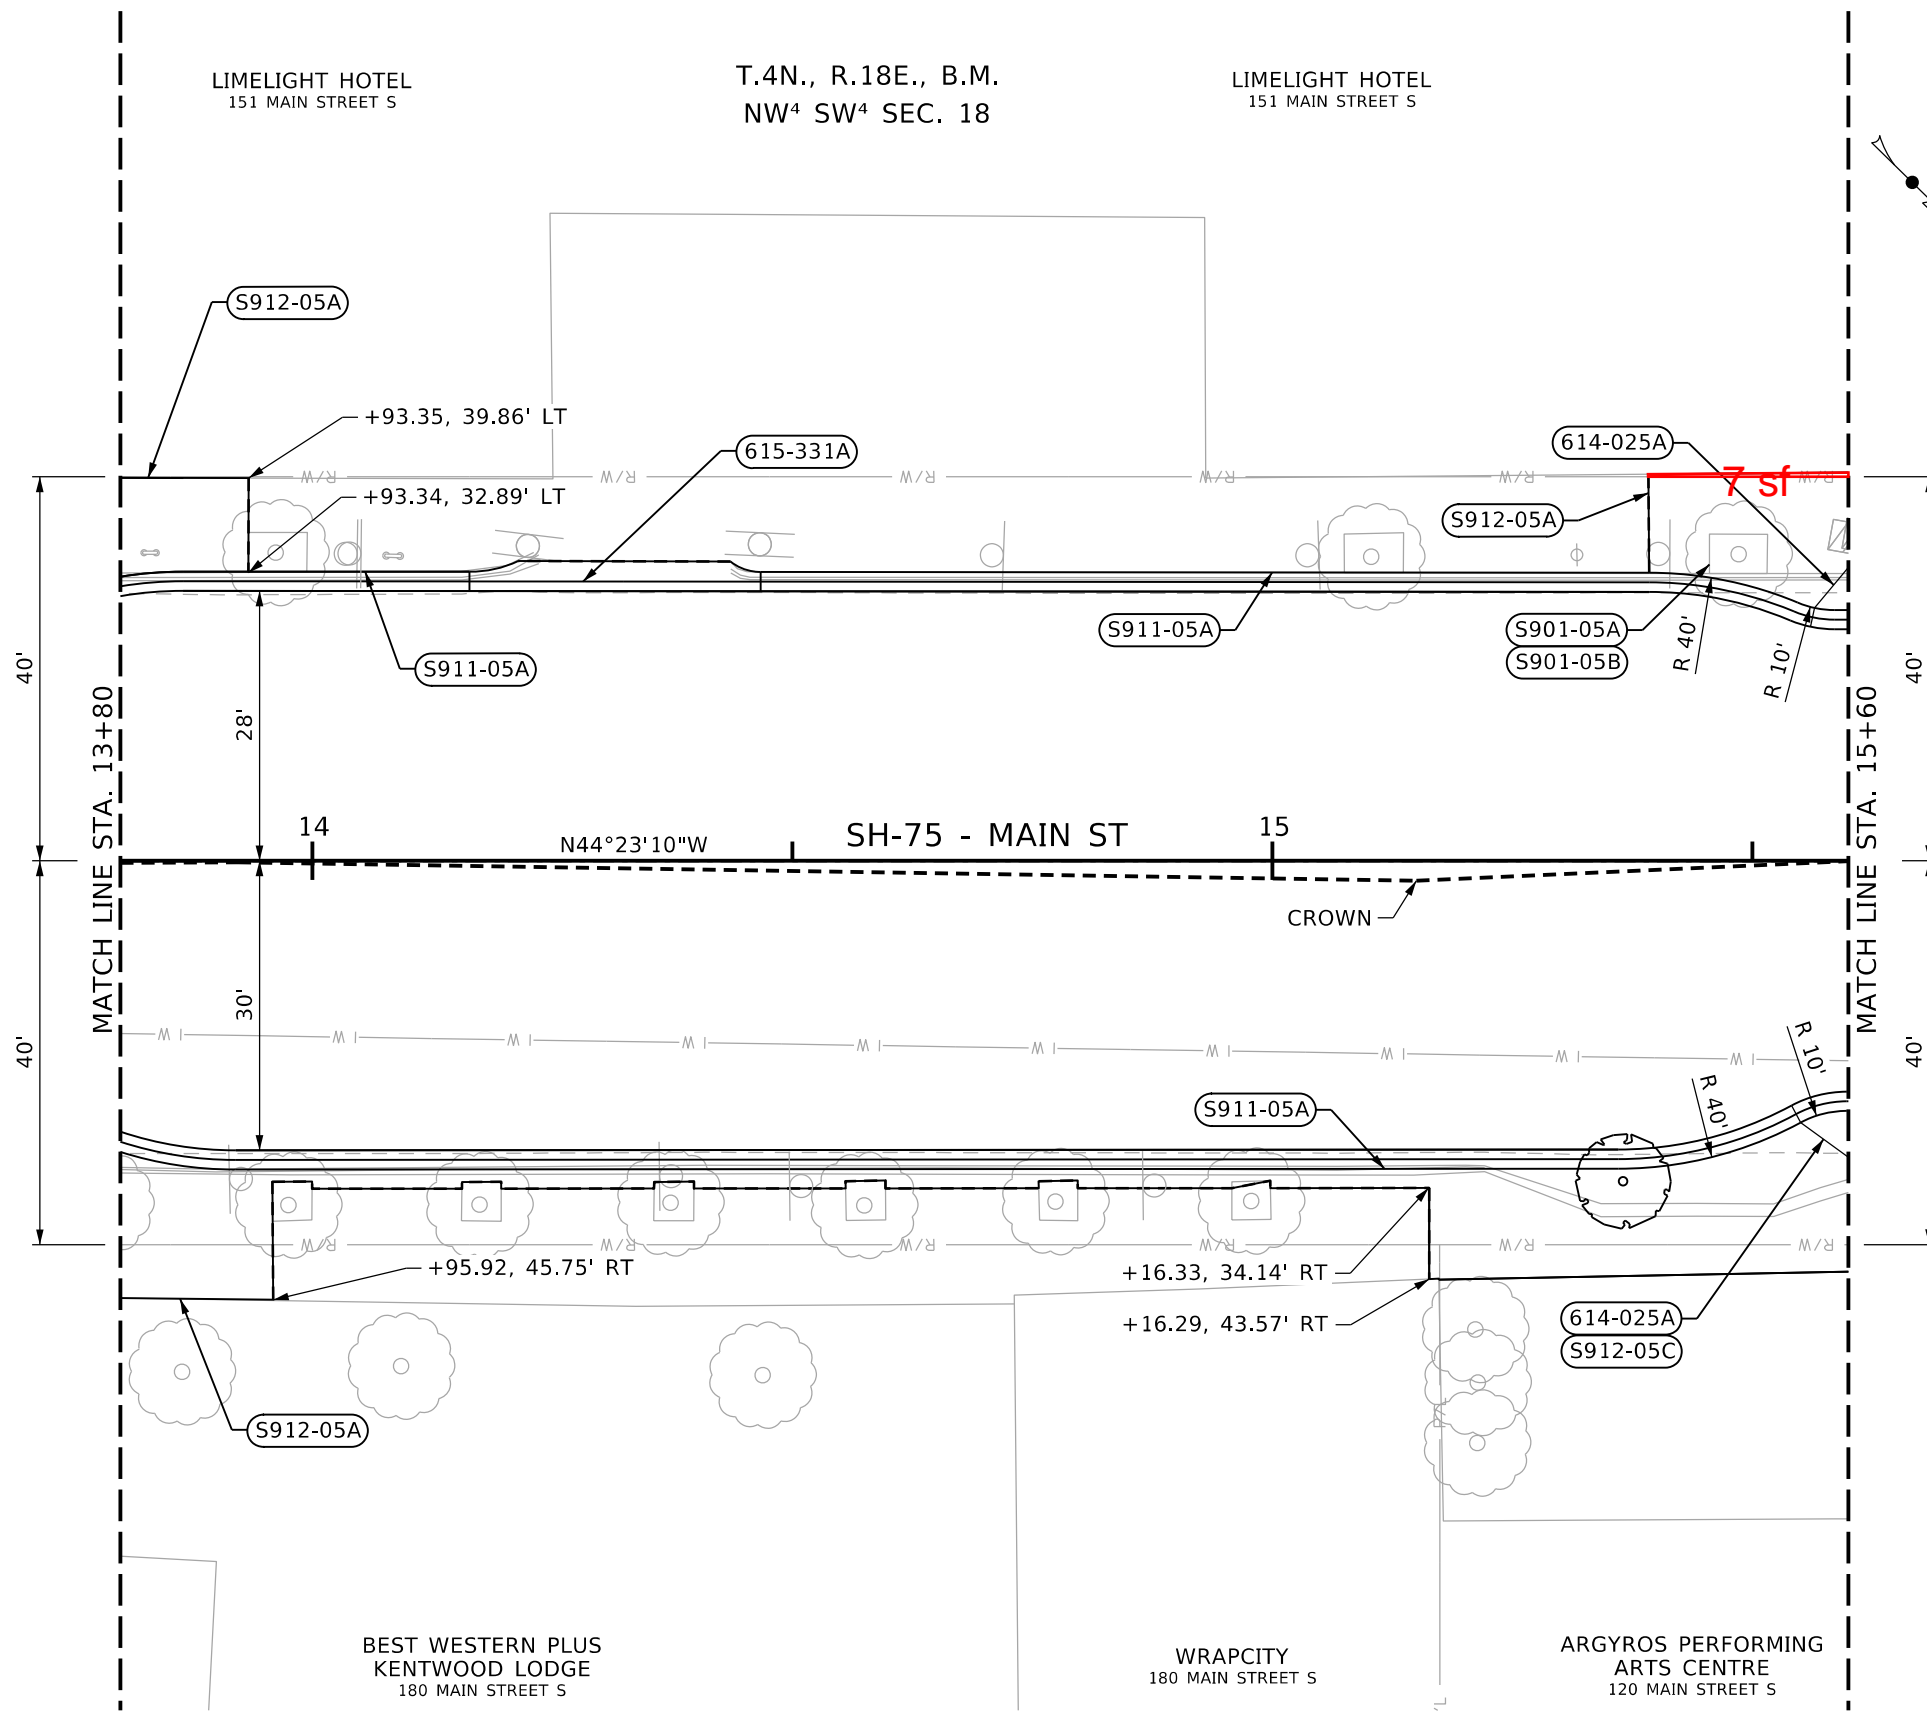 LIMELIGHT HOTEL
151 MAIN STREET S
T.4N., R.18E., B.M.
NW⁴ SW⁴ SEC. 18
LIMELIGHT HOTEL
151 MAIN STREET S
S912-05A
+93.35, 39.86' LT
615-331A
614-025A
R/W R/W R/W R/W R/W R/W
7 sf
+93.34, 32.89' LT
S912-05A
S911-05A
S911-05A
S901-05A
S901-05B
R 40'
R 10'
40'
28'
40'
MATCH LINE STA. 13+80
MATCH LINE STA. 15+60
14
N44°23'10"W
SH-75 - MAIN ST
15
CROWN
40'
30'
40'
W I W I W I W I W I W I W I W I W I W I
R 10'
R 40'
S911-05A
R/W R/W R/W R/W R/W R/W
+95.92, 45.75' RT
+16.33, 34.14' RT
+16.29, 43.57' RT
614-025A
S912-05C
S912-05A
BEST WESTERN PLUS
KENTWOOD LODGE
180 MAIN STREET S
WRAPCITY
180 MAIN STREET S
ARGYROS PERFORMING
ARTS CENTRE
120 MAIN STREET S